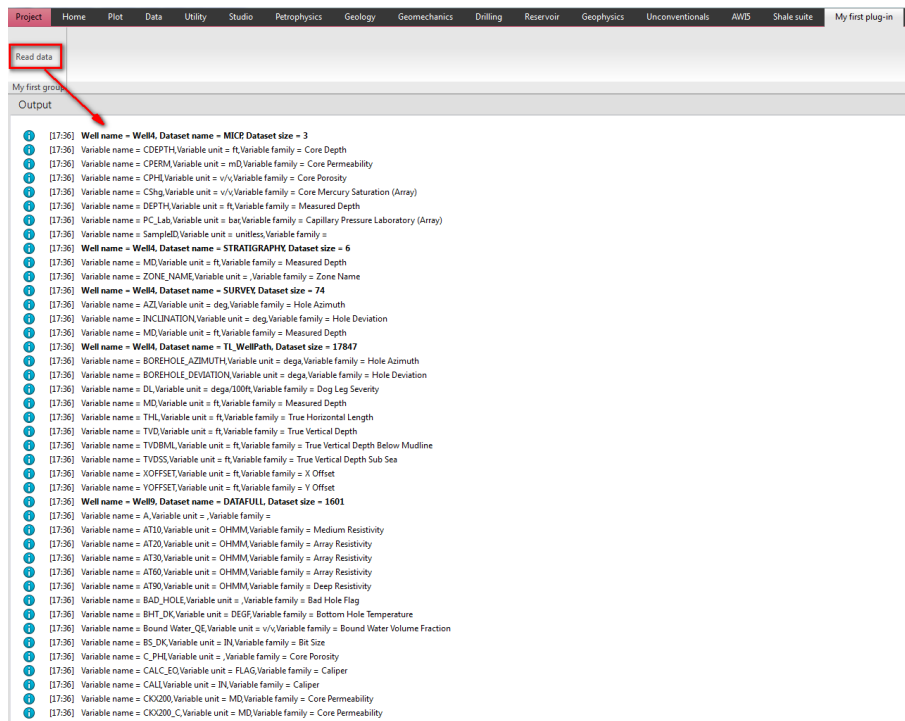 Project Home Plot Data Utility Studio Petrophysics Geology Geomechanics Drilling Reservoir Geophysics Unconventionals AWI5 Shale suite My first plug-in
Read data
My first group
Output
[17:36] Well name = Well4, Dataset name = MICP, Dataset size = 3
[17:36] Variable name = CDEPTH,Variable unit = ft,Variable family = Core Depth
[17:36] Variable name = CPERM,Variable unit = mD,Variable family = Core Permeability
[17:36] Variable name = CPHI,Variable unit = v/v,Variable family = Core Porosity
[17:36] Variable name = CShg,Variable unit = v/v,Variable family = Core Mercury Saturation (Array)
[17:36] Variable name = DEPTH,Variable unit = ft,Variable family = Measured Depth
[17:36] Variable name = PC_Lab,Variable unit = bar,Variable family = Capillary Pressure Laboratory (Array)
[17:36] Variable name = SampleID,Variable unit = unitless,Variable family =
[17:36] Well name = Well4, Dataset name = STRATIGRAPHY, Dataset size = 6
[17:36] Variable name = MD,Variable unit = ft,Variable family = Measured Depth
[17:36] Variable name = ZONE_NAME,Variable unit = ,Variable family = Zone Name
[17:36] Well name = Well4, Dataset name = SURVEY, Dataset size = 74
[17:36] Variable name = AZI,Variable unit = deg,Variable family = Hole Azimuth
[17:36] Variable name = INCLINATION,Variable unit = deg,Variable family = Hole Deviation
[17:36] Variable name = MD,Variable unit = ft,Variable family = Measured Depth
[17:36] Well name = Well4, Dataset name = TL_WellPath, Dataset size = 17847
[17:36] Variable name = BOREHOLE_AZIMUTH,Variable unit = dega,Variable family = Hole Azimuth
[17:36] Variable name = BOREHOLE_DEVIATION,Variable unit = dega,Variable family = Hole Deviation
[17:36] Variable name = DL,Variable unit = dega/100ft,Variable family = Dog Leg Severity
[17:36] Variable name = MD,Variable unit = ft,Variable family = Measured Depth
[17:36] Variable name = THL,Variable unit = ft,Variable family = True Horizontal Length
[17:36] Variable name = TVD,Variable unit = ft,Variable family = True Vertical Depth
[17:36] Variable name = TVDBML,Variable unit = ft,Variable family = True Vertical Depth Below Mudline
[17:36] Variable name = TVDSS,Variable unit = ft,Variable family = True Vertical Depth Sub Sea
[17:36] Variable name = XOFFSET,Variable unit = ft,Variable family = X Offset
[17:36] Variable name = YOFFSET,Variable unit = ft,Variable family = Y Offset
[17:36] Well name = Well9, Dataset name = DATAFULL, Dataset size = 1601
[17:36] Variable name = A,Variable unit = ,Variable family =
[17:36] Variable name = AT10,Variable unit = OHMM,Variable family = Medium Resistivity
[17:36] Variable name = AT20,Variable unit = OHMM,Variable family = Array Resistivity
[17:36] Variable name = AT30,Variable unit = OHMM,Variable family = Array Resistivity
[17:36] Variable name = AT60,Variable unit = OHMM,Variable family = Array Resistivity
[17:36] Variable name = AT90,Variable unit = OHMM,Variable family = Deep Resistivity
[17:36] Variable name = BAD_HOLE,Variable unit = ,Variable family = Bad Hole Flag
[17:36] Variable name = BHT_DK,Variable unit = DEGF,Variable family = Bottom Hole Temperature
[17:36] Variable name = Bound Water_QE,Variable unit = v/v,Variable family = Bound Water Volume Fraction
[17:36] Variable name = BS_DK,Variable unit = IN,Variable family = Bit Size
[17:36] Variable name = C_PHI,Variable unit = ,Variable family = Core Porosity
[17:36] Variable name = CALC_EO,Variable unit = FLAG,Variable family = Caliper
[17:36] Variable name = CALI,Variable unit = IN,Variable family = Caliper
[17:36] Variable name = CKX200,Variable unit = MD,Variable family = Core Permeability
[17:36] Variable name = CKX200_C,Variable unit = MD,Variable family = Core Permeability